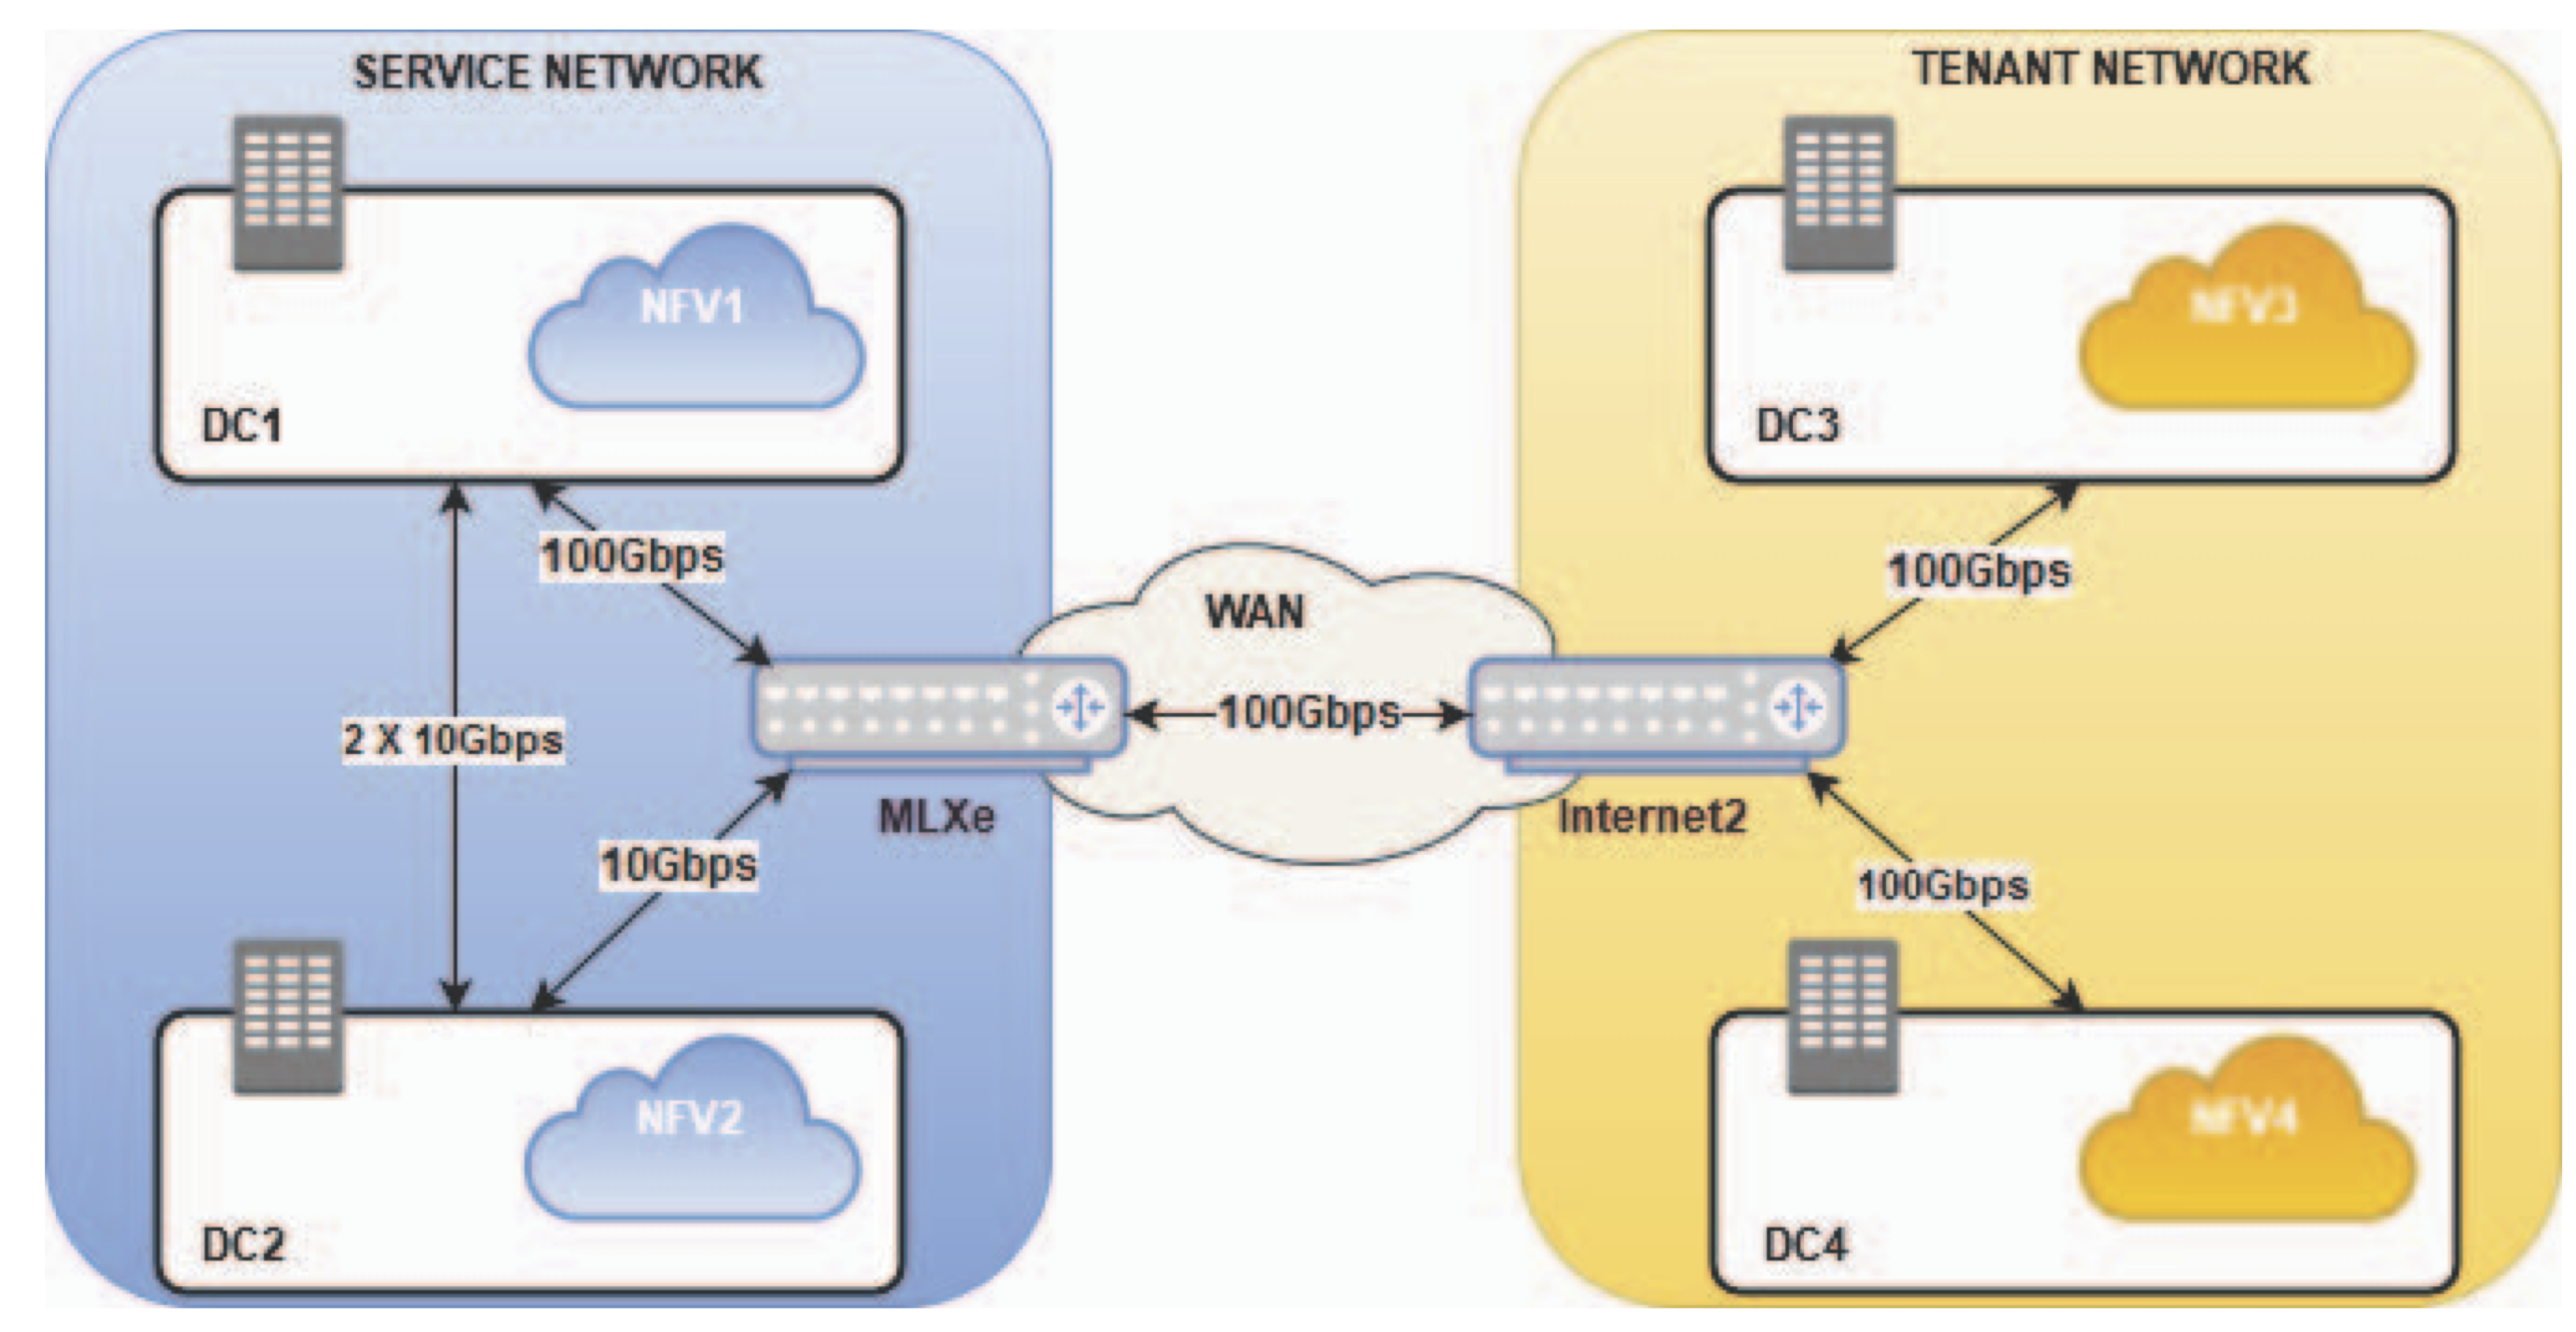 SERVICE NETWORK
TENANT NETWORK
NFV1
DC1
NFV3
DC3
100Gbps
100Gbps
WAN
2 X 10Gbps
100Gbps
MLXe
Internet2
10Gbps
100Gbps
NFV2
DC2
NFV4
DC4